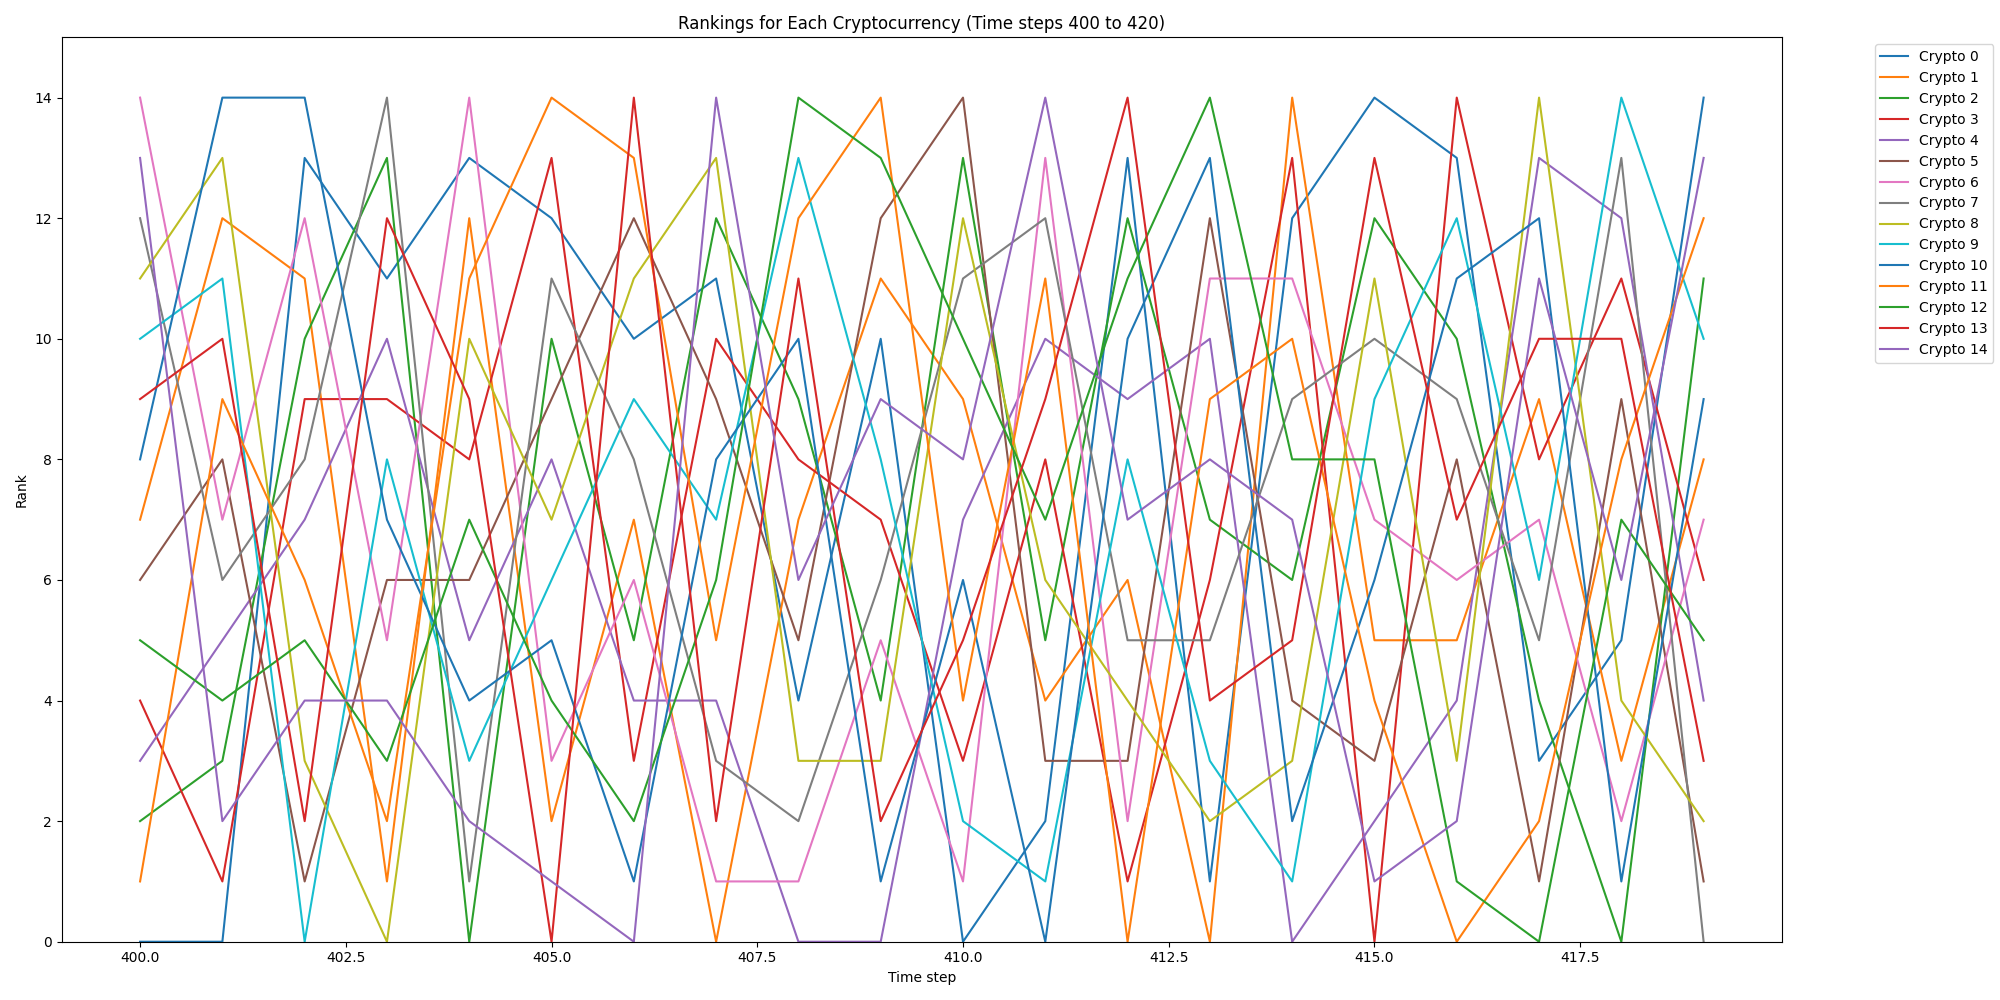 Rankings for Each Cryptocurrency (Time steps 400 to 420)
Rank
14
12
10
8
6
4
2
0
400.0 402.5 405.0 407.5 410.0 412.5 415.0 417.5
Time step
Crypto 0
Crypto 1
Crypto 2
Crypto 3
Crypto 4
Crypto 5
Crypto 6
Crypto 7
Crypto 8
Crypto 9
Crypto 10
Crypto 11
Crypto 12
Crypto 13
Crypto 14